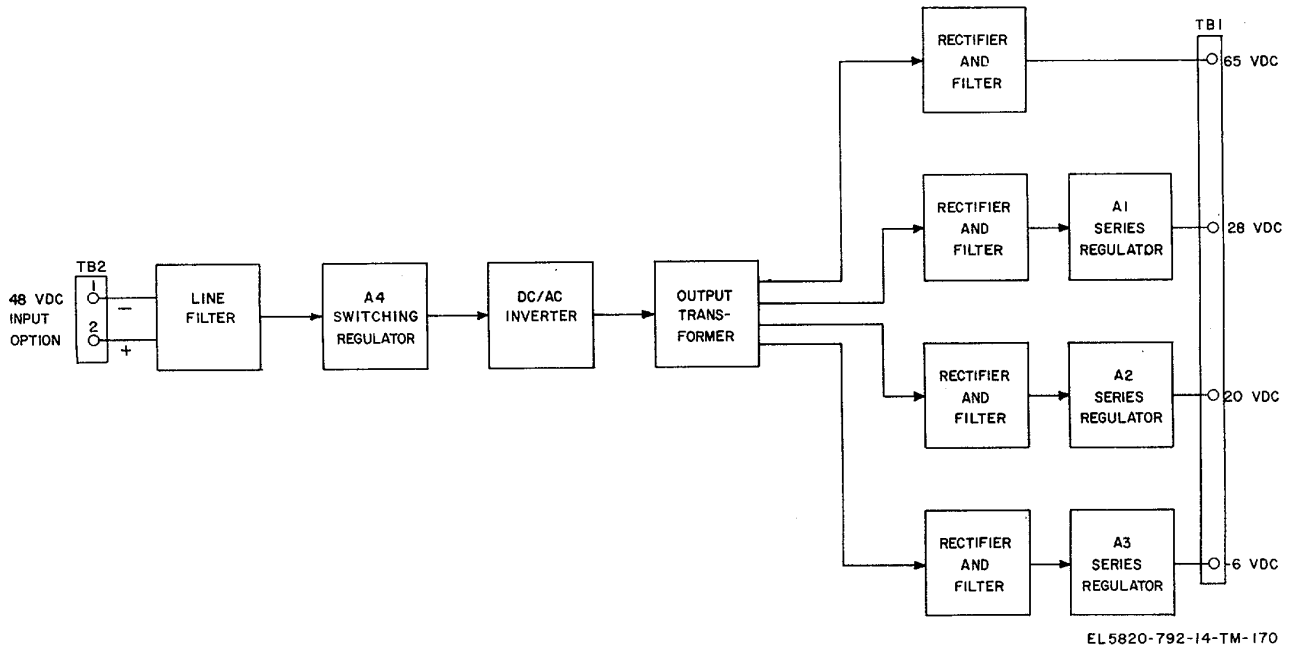 TB1
RECTIFIER
AND
FILTER
65 VDC
RECTIFIER
AND
FILTER
A1
SERIES
REGULATOR
28 VDC
TB2
48 VDC
INPUT
OPTION
1
2
−
+
LINE
FILTER
A4
SWITCHING
REGULATOR
DC/AC
INVERTER
OUTPUT
TRANS-
FORMER
RECTIFIER
AND
FILTER
A2
SERIES
REGULATOR
20 VDC
RECTIFIER
AND
FILTER
A3
SERIES
REGULATOR
-6 VDC
EL5820-792-14-TM-170